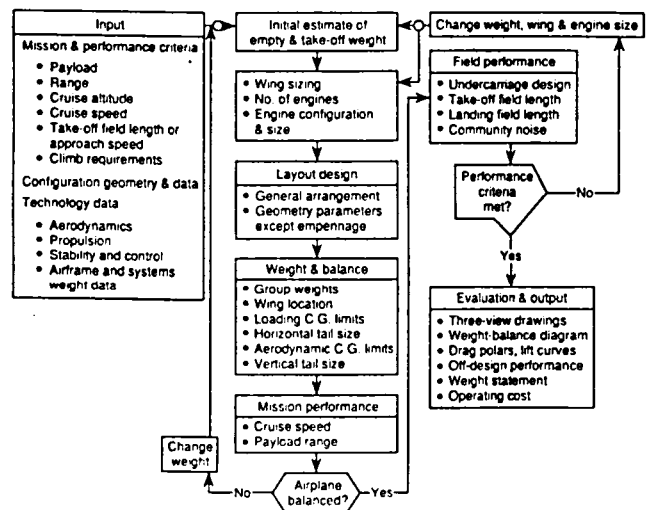 Input
Mission & performance criteria
• Payload
• Range
• Cruise altitude
• Cruise speed
• Take-off field length or
approach speed
• Climb requirements
Configuration geometry & data
Technology data
• Aerodynamics
• Propulsion
• Stability and control
• Airframe and systems
weight data
Initial estimate of
empty & take-off weight
• Wing sizing
• No. of engines
• Engine configuration
& size
Layout design
• General arrangement
• Geometry parameters
except empennage
Weight & balance
• Group weights
• Wing location
• Loading C G. limits
• Horizontal tail size
• Aerodynamic C G. limits
• Vertical tail size
Mission performance
• Cruise speed
• Payload range
Airplane
balanced?
No
Yes
Change
weight
Change weight, wing & engine size
Field performance
• Undercarriage design
• Take-off field length
• Landing field length
• Community noise
Performance
criteria
met?
No
Yes
Evaluation & output
• Three-view drawings
• Weight-balance diagram
• Drag polars, lift curves
• Off-design performance
• Weight statement
• Operating cost